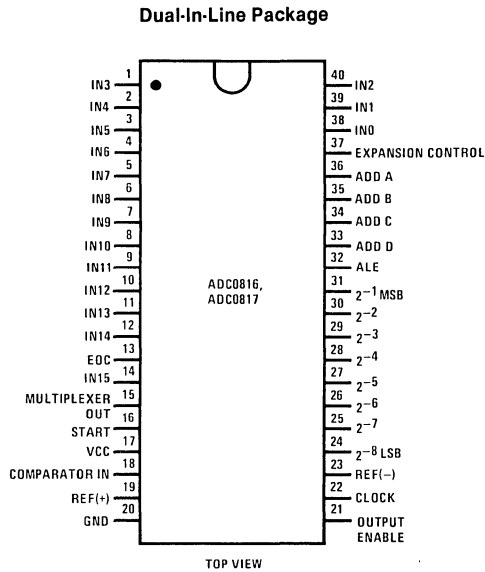 Dual-In-Line Package
1 40
IN3 IN2
2 39
IN4 IN1
3 38
IN5 IN0
4 37
IN6 EXPANSION CONTROL
5 36
IN7 ADD A
6 35
IN8 ADD B
7 34
IN9 ADD C
8 33
IN10 ADD D
9 32
IN11 ALE
ADC0816,
ADC0817
10 31
IN12 2⁻¹ MSB
11 30
IN13 2⁻²
12 29
IN14 2⁻³
13 28
EOC 2⁻⁴
14 27
IN15 2⁻⁵
15 26
MULTIPLEXER OUT 2⁻⁶
16 25
START 2⁻⁷
17 24
VCC 2⁻⁸ LSB
18 23
COMPARATOR IN REF(−)
19 22
REF(+) CLOCK
20 21
GND OUTPUT ENABLE
TOP VIEW